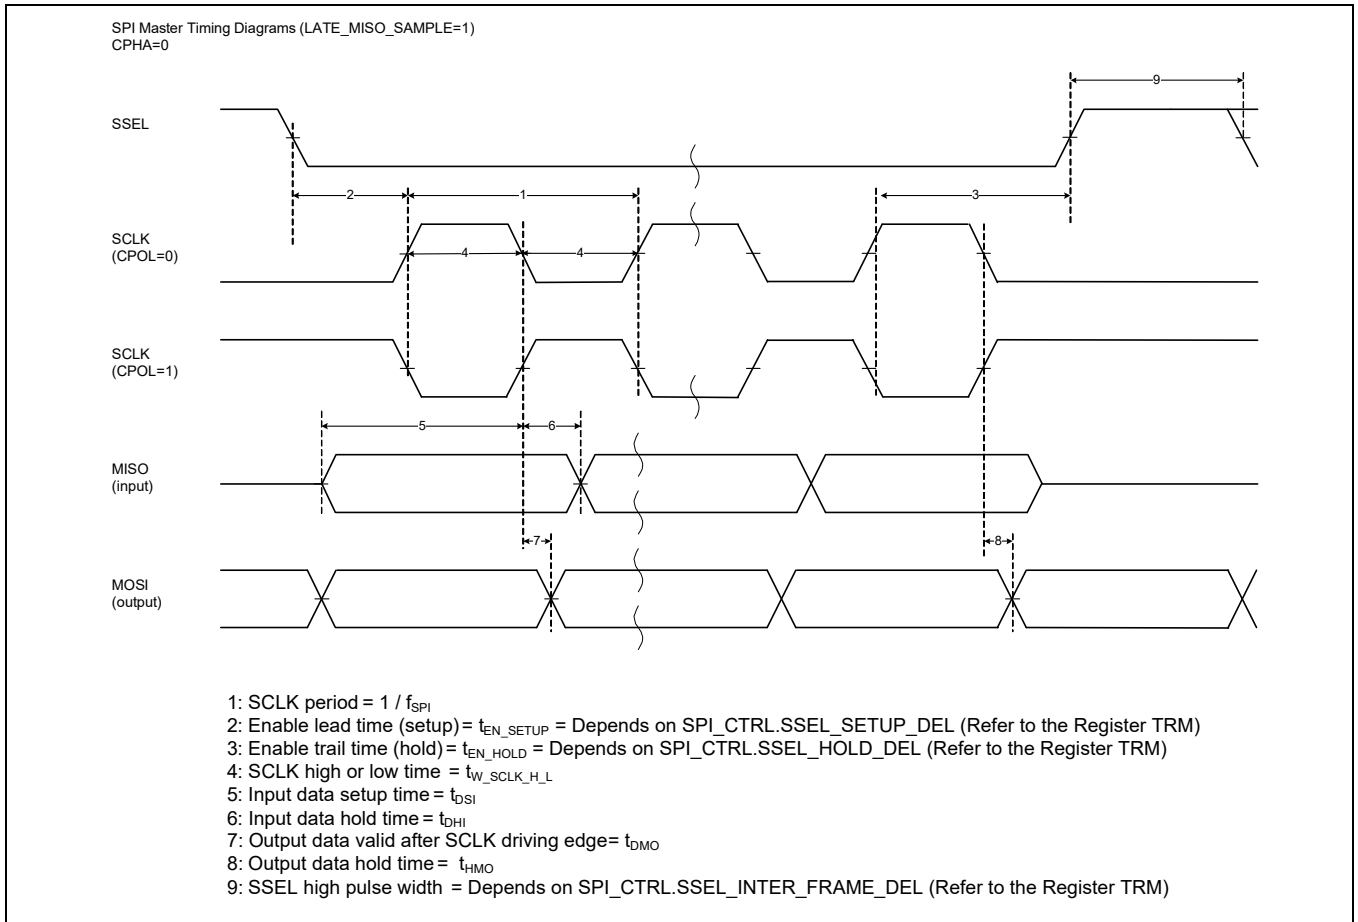 SPI Master Timing Diagrams (LATE_MISO_SAMPLE=1)
CPHA=0
9
SSEL
2
1
3
SCLK
(CPOL=0)
4
4
SCLK
(CPOL=1)
5
6
MISO
(input)
7
8
MOSI
(output)
1: SCLK period = 1 / fSPI
2: Enable lead time (setup) = tEN_SETUP = Depends on SPI_CTRL.SSEL_SETUP_DEL (Refer to the Register TRM)
3: Enable trail time (hold) = tEN_HOLD = Depends on SPI_CTRL.SSEL_HOLD_DEL (Refer to the Register TRM)
4: SCLK high or low time = tW_SCLK_H_L
5: Input data setup time = tDSI
6: Input data hold time = tDHI
7: Output data valid after SCLK driving edge= tDMO
8: Output data hold time = tHMO
9: SSEL high pulse width = Depends on SPI_CTRL.SSEL_INTER_FRAME_DEL (Refer to the Register TRM)